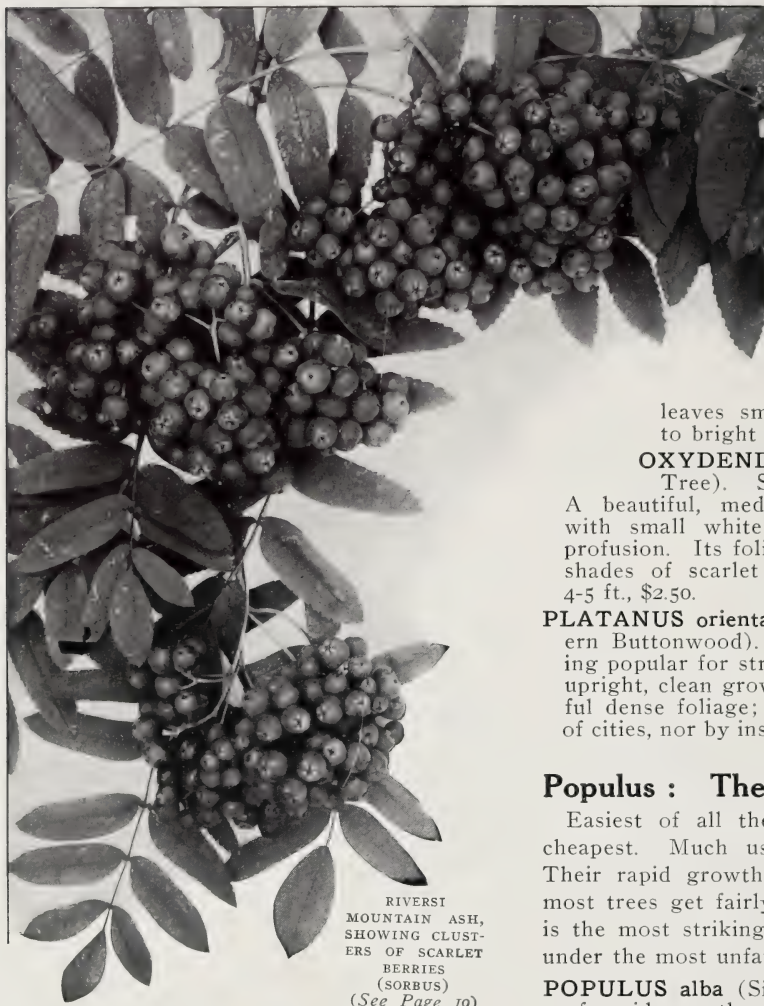 leaves sm
to bright
OXYDEND
Tree). S
A beautiful, med
with small white
profusion. Its foli
shades of scarlet
4-5 ft., $2.50.
PLATANUS orienta
ern Buttonwood).
ing popular for str
upright, clean grow
ful dense foliage;
of cities, nor by ins
Populus : The
Easiest of all the
cheapest. Much us
Their rapid growth
most trees get fairly
is the most striking
under the most unfa
POPULUS alba (Si
RIVERSI
MOUNTAIN ASH,
SHOWING CLUST-
ERS OF SCARLET
BERRIES
(SORBUS)
(See Page 19)